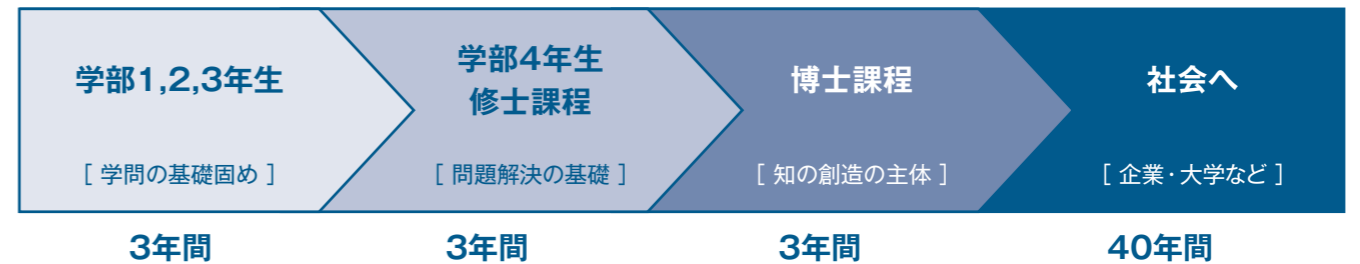 学部1,2,3年生
[ 学問の基礎固め ]
3年間
学部4年生
修士課程
[ 問題解決の基礎 ]
3年間
博士課程
[ 知の創造の主体 ]
3年間
社会へ
[ 企業・大学など ]
40年間